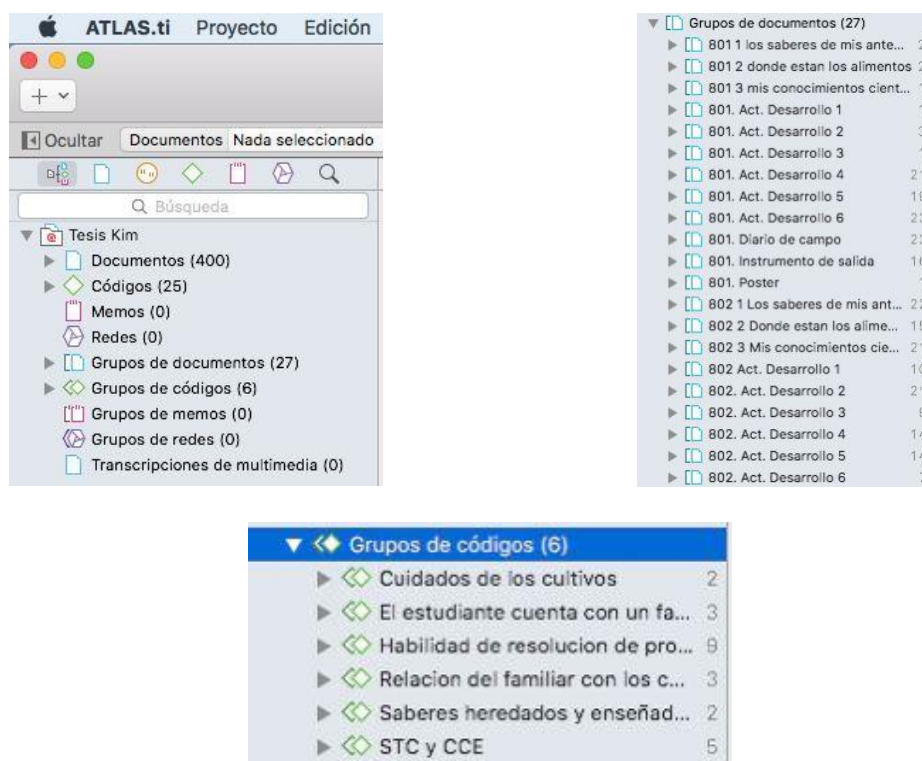 ATLAS.ti Proyecto Edición
Ocultar Documentos Nada seleccionado
Búsqueda
Tesis Kim
Documentos (400)
Códigos (25)
Memos (0)
Redes (0)
Grupos de documentos (27)
Grupos de códigos (6)
Grupos de memos (0)
Grupos de redes (0)
Transcripciones de multimedia (0)
Grupos de documentos (27)
801 1 los saberes de mis ante...
801 2 donde estan los alimentos
801 3 mis conocimientos cient...
801. Act. Desarrollo 1
801. Act. Desarrollo 2
801. Act. Desarrollo 3
801. Act. Desarrollo 4
801. Act. Desarrollo 5
801. Act. Desarrollo 6
801. Diario de campo
801. Instrumento de salida
801. Poster
802 1 Los saberes de mis ant...
802 2 Donde estan los alime...
802 3 Mis conocimientos cie...
802 Act. Desarrollo 1
802. Act. Desarrollo 2
802. Act. Desarrollo 3
802. Act. Desarrollo 4
802. Act. Desarrollo 5
802. Act. Desarrollo 6
Grupos de códigos (6)
Cuidados de los cultivos 2
El estudiante cuenta con un fa... 3
Habilidad de resolucion de pro... 9
Relacion del familiar con los c... 3
Saberes heredados y enseñad... 2
STC y CCE 5